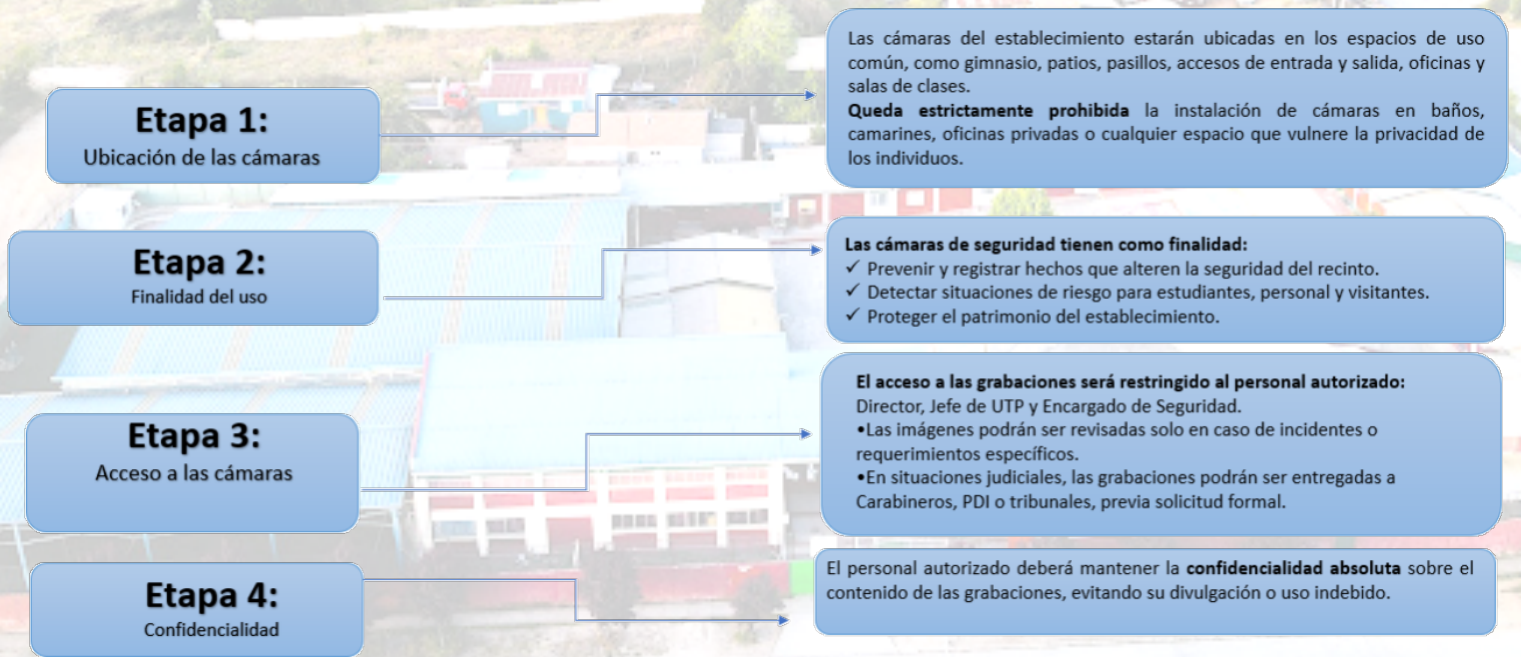 Etapa 1:
Ubicación de las cámaras
Las cámaras del establecimiento estarán ubicadas en los espacios de uso
común, como gimnasio, patios, pasillos, accesos de entrada y salida, oficinas y
salas de clases.
Queda estrictamente prohibida la instalación de cámaras en baños,
camarines, oficinas privadas o cualquier espacio que vulnere la privacidad de
los individuos.
Etapa 2:
Finalidad del uso
Las cámaras de seguridad tienen como finalidad:
✓ Prevenir y registrar hechos que alteren la seguridad del recinto.
✓ Detectar situaciones de riesgo para estudiantes, personal y visitantes.
✓ Proteger el patrimonio del establecimiento.
Etapa 3:
Acceso a las cámaras
El acceso a las grabaciones será restringido al personal autorizado:
Director, Jefe de UTP y Encargado de Seguridad.
•Las imágenes podrán ser revisadas solo en caso de incidentes o
requerimientos específicos.
•En situaciones judiciales, las grabaciones podrán ser entregadas a
Carabineros, PDI o tribunales, previa solicitud formal.
Etapa 4:
Confidencialidad
El personal autorizado deberá mantener la confidencialidad absoluta sobre el
contenido de las grabaciones, evitando su divulgación o uso indebido.